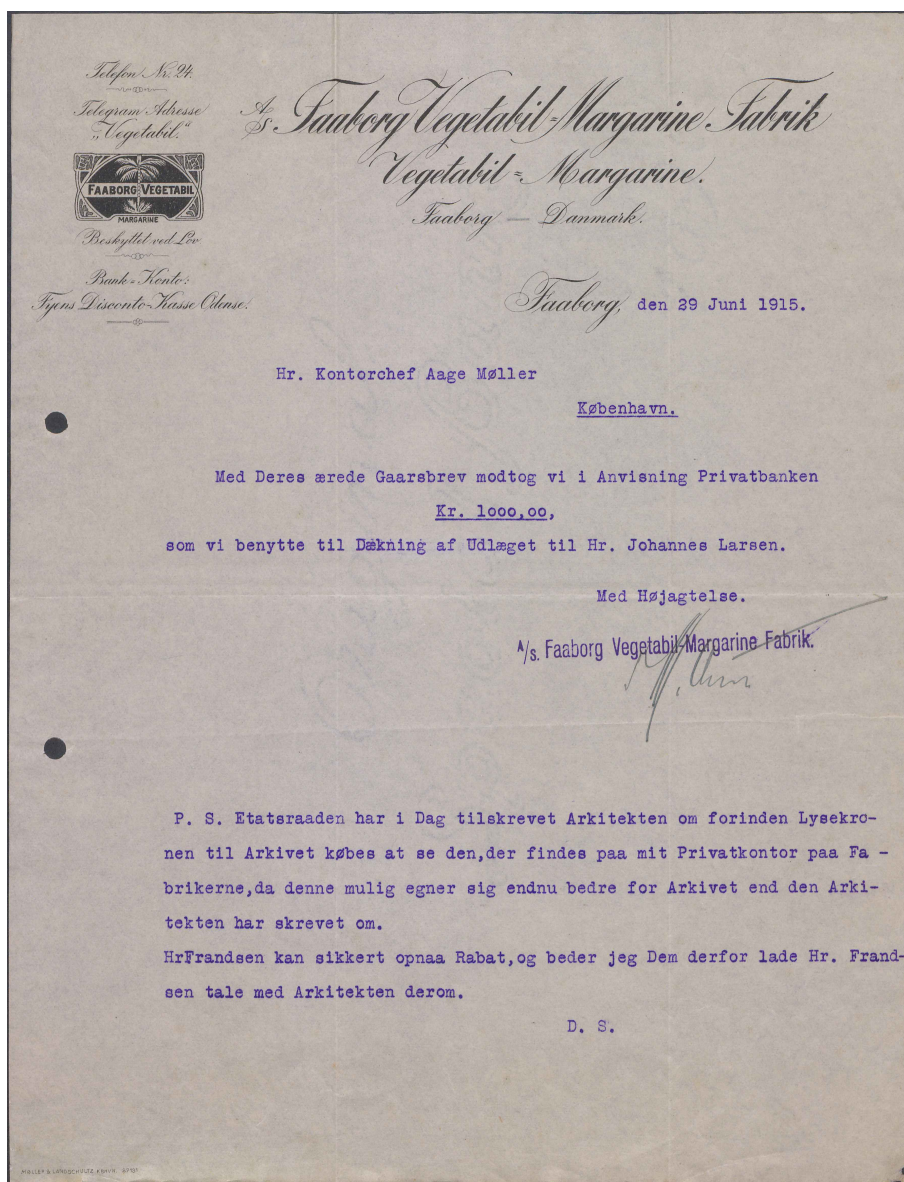 Telefon Nr. 24.
Telegram-Adresse
„Vegetabil."
FAABORG VEGETABIL
MARGARINE
Beskyttet ved Lov
Bank=Konto:
Fyens Disconto-Kasse Odense.
A/S Faaborg Vegetabil=Margarine Fabrik
Vegetabil=Margarine.
Faaborg — Danmark.
Faaborg, den 29 Juni 1915.
Hr. Kontorchef Aage Møller
København.
Med Deres ærede Gaarsbrev modtog vi i Anvisning Privatbanken
Kr. 1000,00,
som vi benytte til Dækning af Udlæget til Hr. Johannes Larsen.
Med Højagtelse.
A/s. Faaborg Vegetabil-Margarine Fabrik.
P. S. Etatsraaden har i Dag tilskrevet Arkitekten om forinden Lysekro-
nen til Arkivet købes at se den,der findes paa mit Privatkontor paa Fa -
brikerne,da denne mulig egner sig endnu bedre for Arkivet end den Arki-
tekten har skrevet om.
HrFrandsen kan sikkert opnaa Rabat,og beder jeg Dem derfor lade Hr. Frand-
sen tale med Arkitekten derom.
D. S.
MØLLER & LANDSCHULTZ KBHVN.